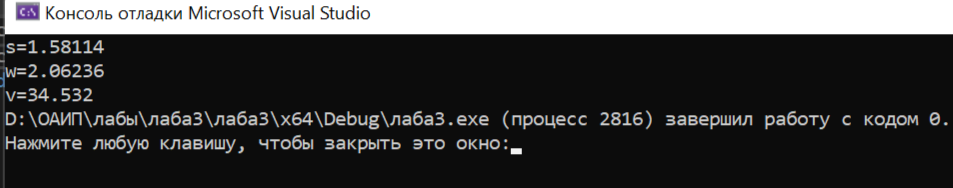 Консоль отладки Microsoft Visual Studio
s=1.58114
w=2.06236
v=34.532
D:\ОАИП\лабы\лаба3\лаба3\x64\Debug\лаба3.exe (процесс 2816) завершил работу с кодом 0.
Нажмите любую клавишу, чтобы закрыть это окно: